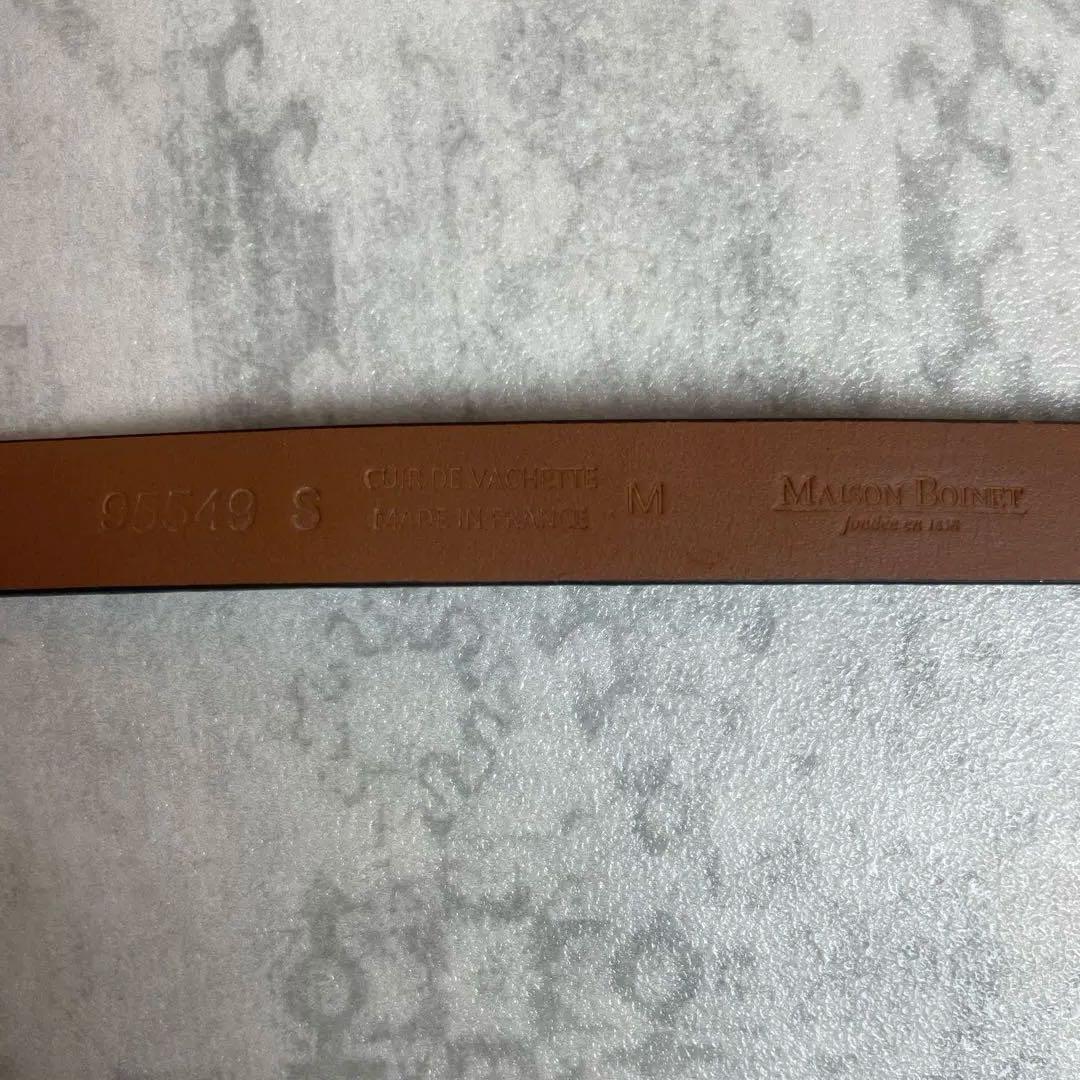 95549 S
CUIR DE VACHETTE
MADE IN FRANCE
M
MAISON BOINET
fondée en 1858